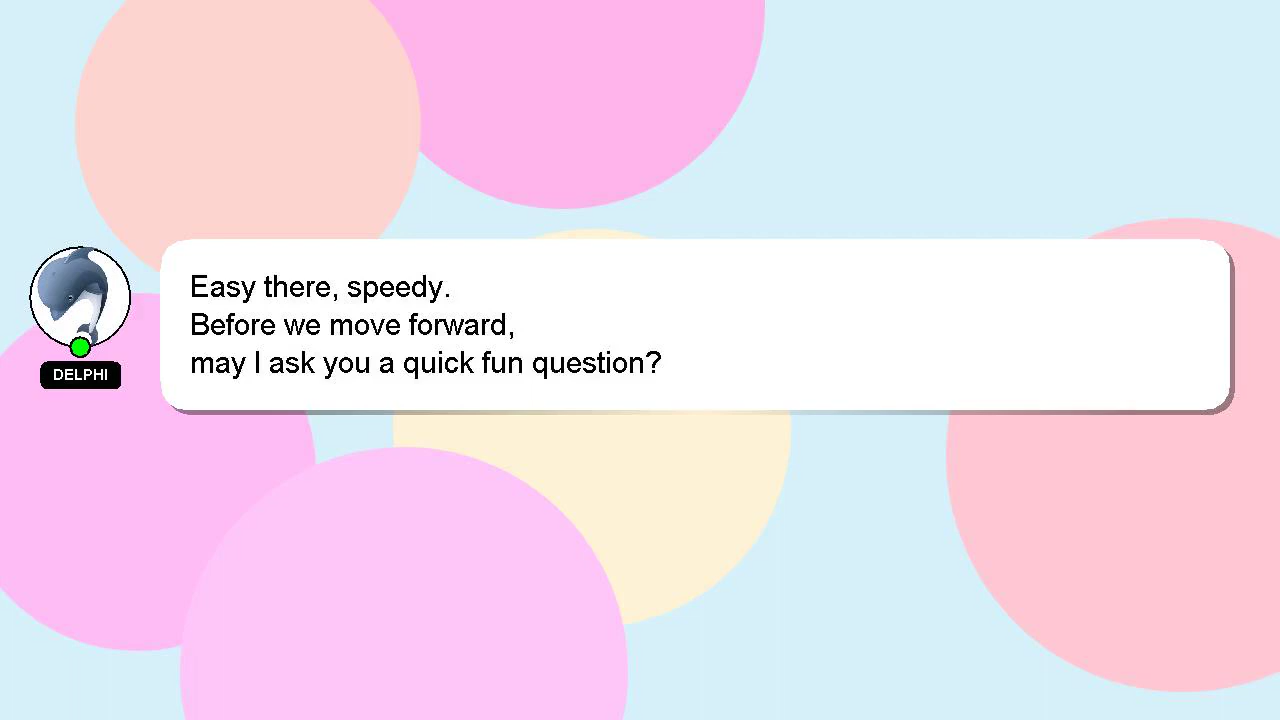 Easy there, speedy.
Before we move forward,
may I ask you a quick fun question?
DELPHI